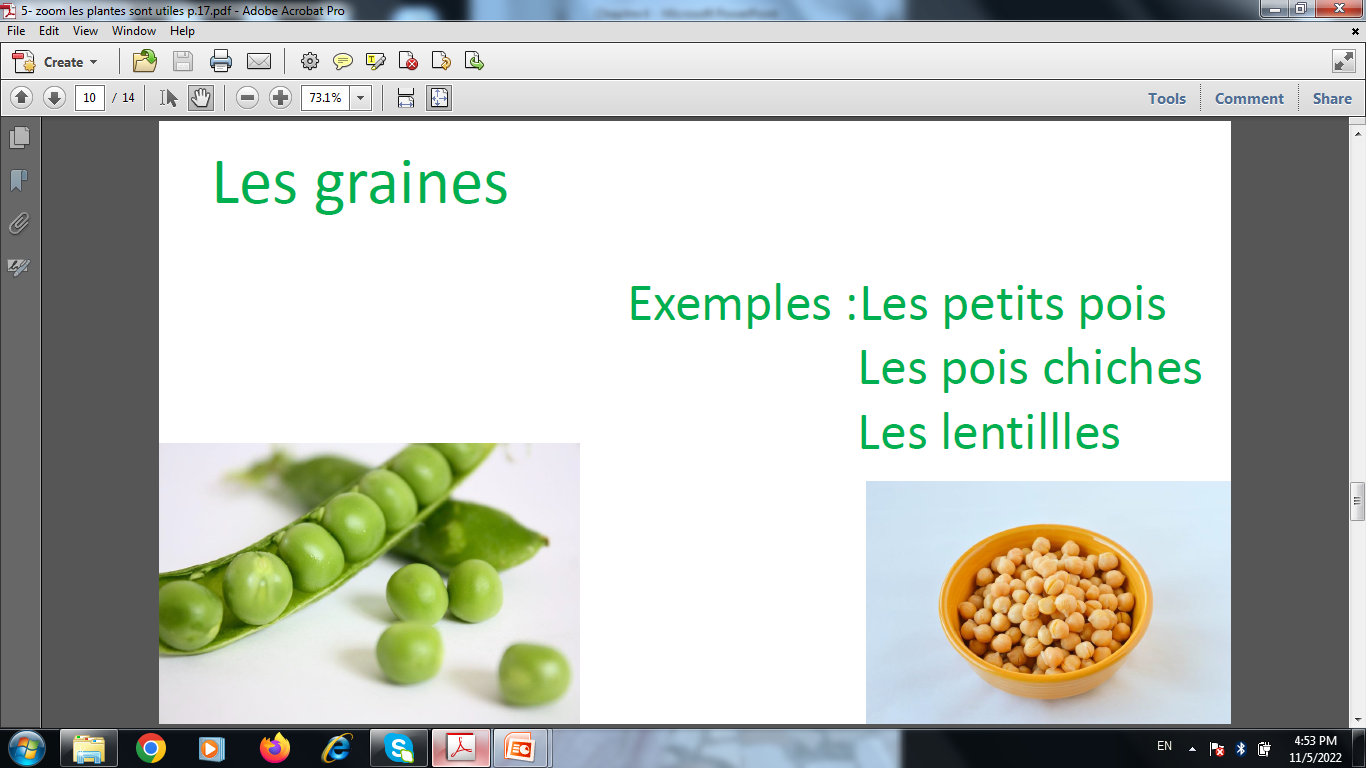 5- zoom les plantes sont utiles p.17.pdf - Adobe Acrobat Pro
File Edit View Window Help
Create
10 / 14 73.1% Tools Comment Share
Les graines
Exemples :Les petits pois
Les pois chiches
Les lentillles
EN 4:53 PM
11/5/2022